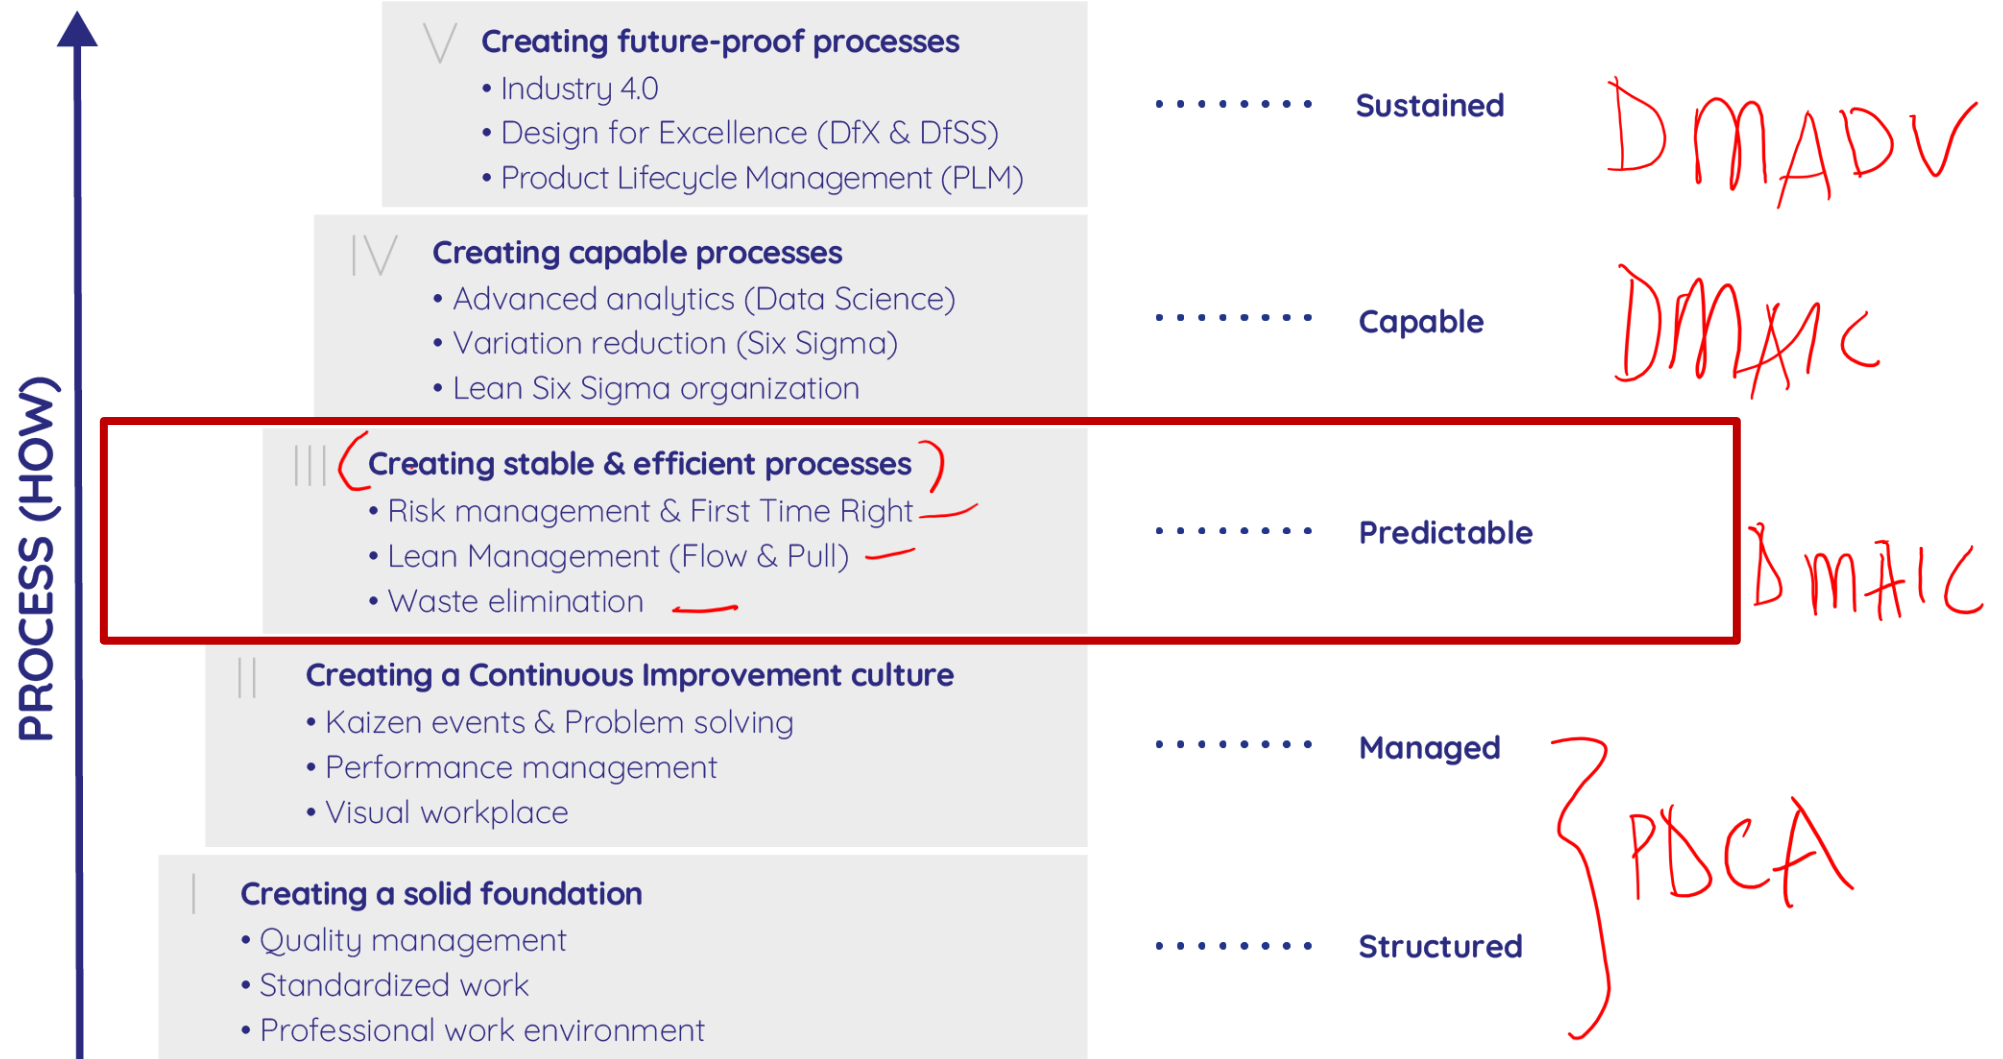 PROCESS (HOW)
V Creating future-proof processes
• Industry 4.0
• Design for Excellence (DfX & DfSS)
• Product Lifecycle Management (PLM)
Sustained
DMADV
IV Creating capable processes
• Advanced analytics (Data Science)
• Variation reduction (Six Sigma)
• Lean Six Sigma organization
Capable
DMAIC
III (Creating stable & efficient processes)
• Risk management & First Time Right
• Lean Management (Flow & Pull)
• Waste elimination
Predictable
DMAIC
II Creating a Continuous Improvement culture
• Kaizen events & Problem solving
• Performance management
• Visual workplace
Managed
PDCA
I Creating a solid foundation
• Quality management
• Standardized work
• Professional work environment
Structured